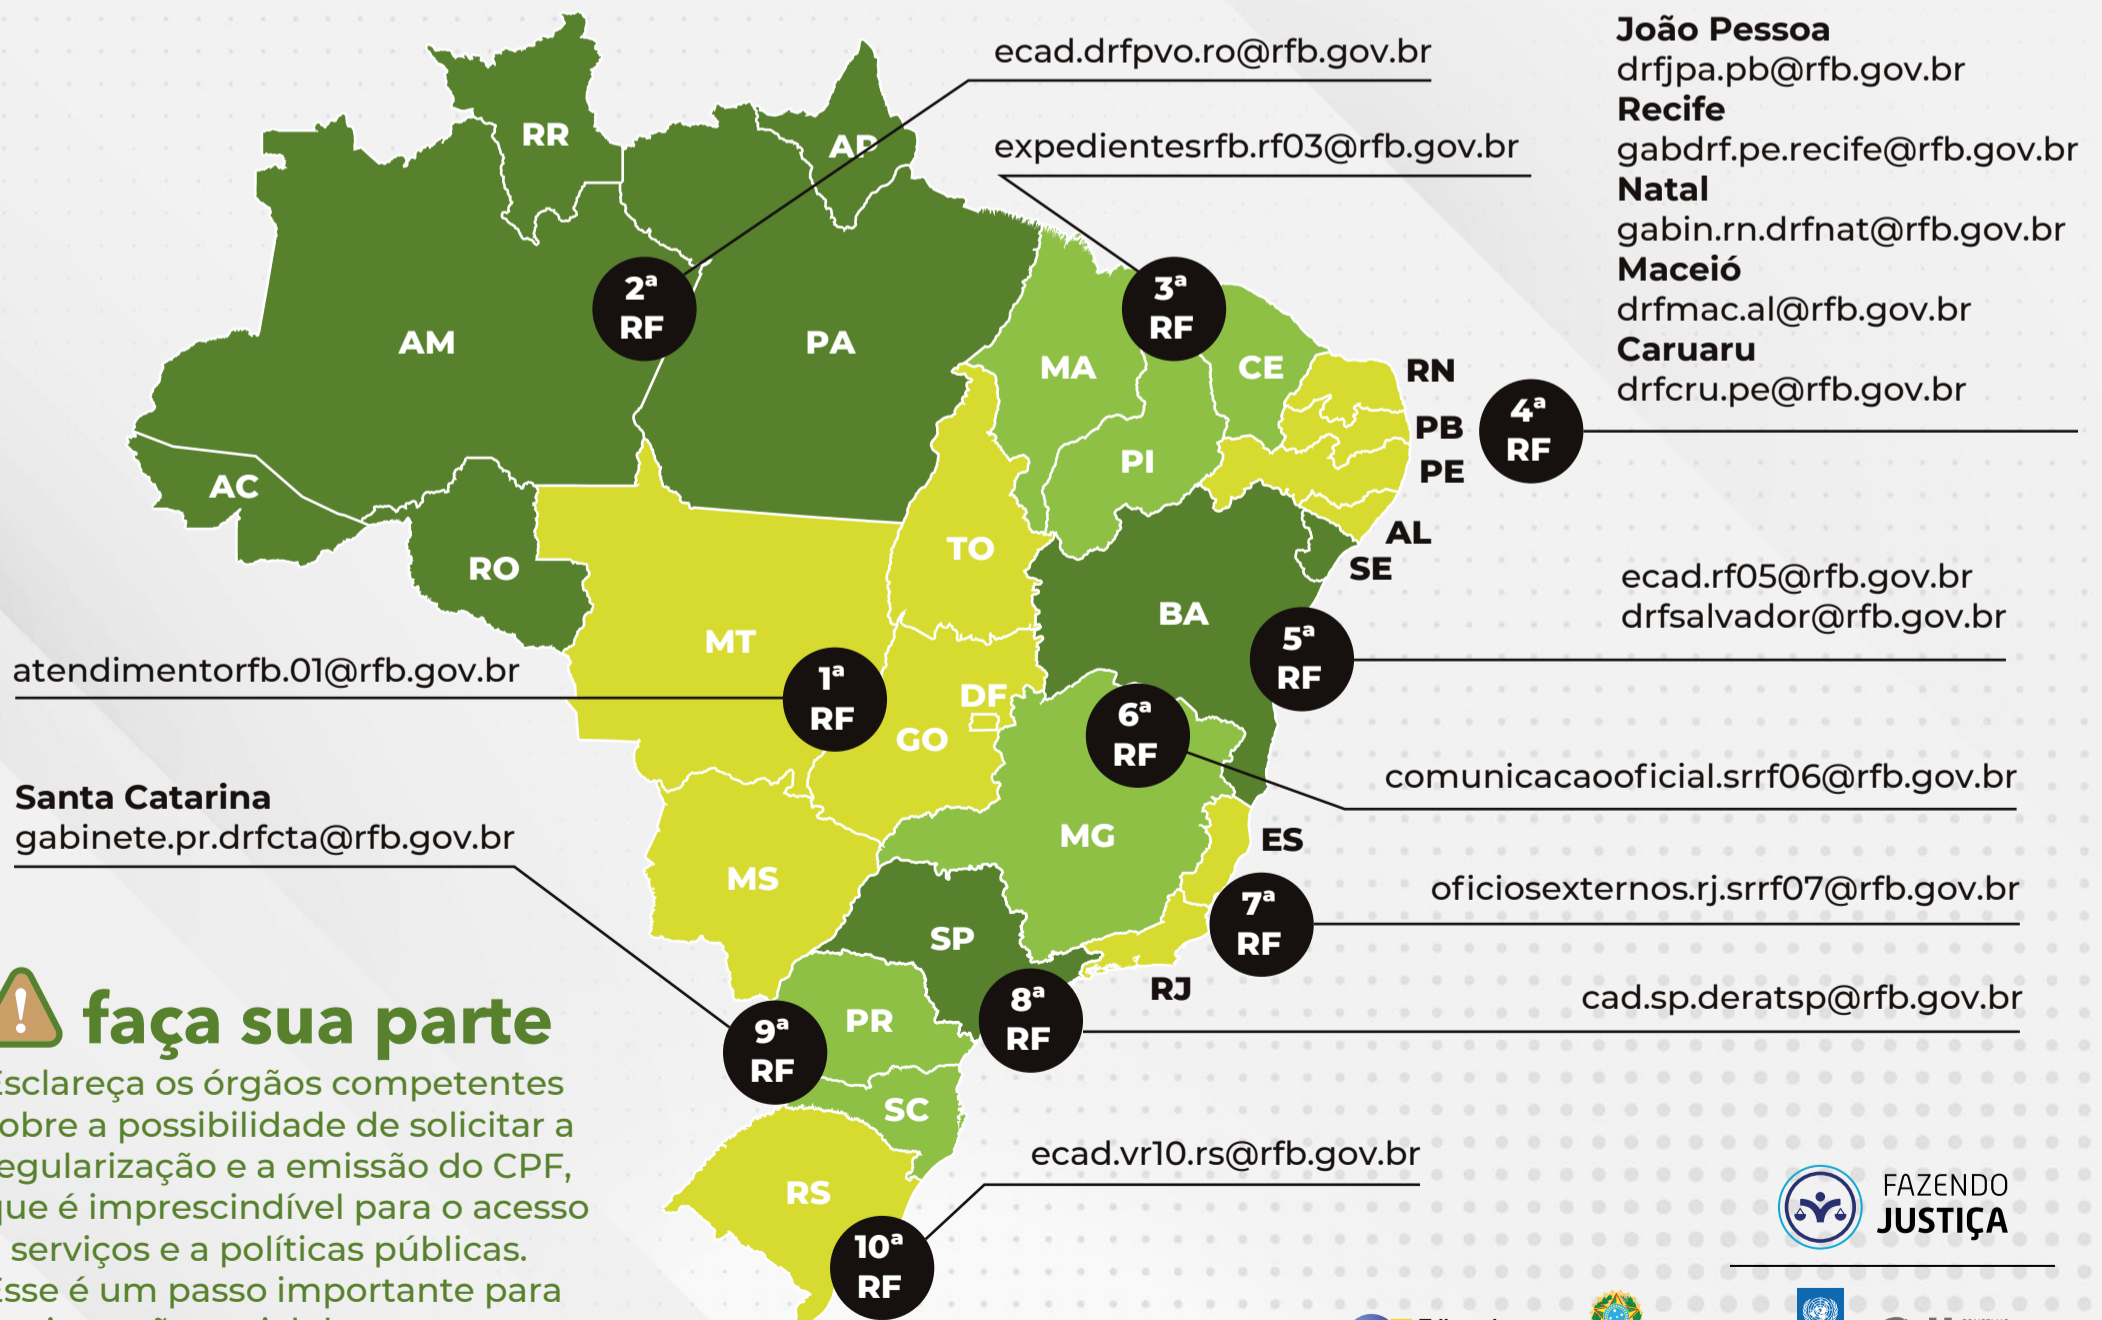 ecad.drfpvo.ro@rfb.gov.br
expedientesrfb.rf03@rfb.gov.br
João Pessoa
drfjpa.pb@rfb.gov.br
Recife
gabdrf.pe.recife@rfb.gov.br
Natal
gabin.rn.drfnat@rfb.gov.br
Maceió
drfmac.al@rfb.gov.br
Caruaru
drfcru.pe@rfb.gov.br
RR
AP
2ª
RF
3ª
RF
AM
PA
MA
CE
RN
PB
PE
4ª
RF
PI
AC
RO
TO
AL
SE
BA
MT
ecad.rf05@rfb.gov.br
drfsalvador@rfb.gov.br
5ª
RF
atendimentorfb.01@rfb.gov.br
1ª
RF
DF
GO
6ª
RF
comunicacaooficial.srrf06@rfb.gov.br
Santa Catarina
gabinete.pr.drfcta@rfb.gov.br
MG
ES
MS
oficiosexternos.rj.srrf07@rfb.gov.br
7ª
RF
SP
RJ
cad.sp.deratsp@rfb.gov.br
8ª
RF
PR
9ª
RF
SC
ecad.vr10.rs@rfb.gov.br
RS
10ª
RF
! faça sua parte
Esclareça os órgãos competentes
sobre a possibilidade de solicitar a
regularização e a emissão do CPF,
que é imprescindível para o acesso
serviços e a políticas públicas.
Esse é um passo importante para
FAZENDO
JUSTIÇA